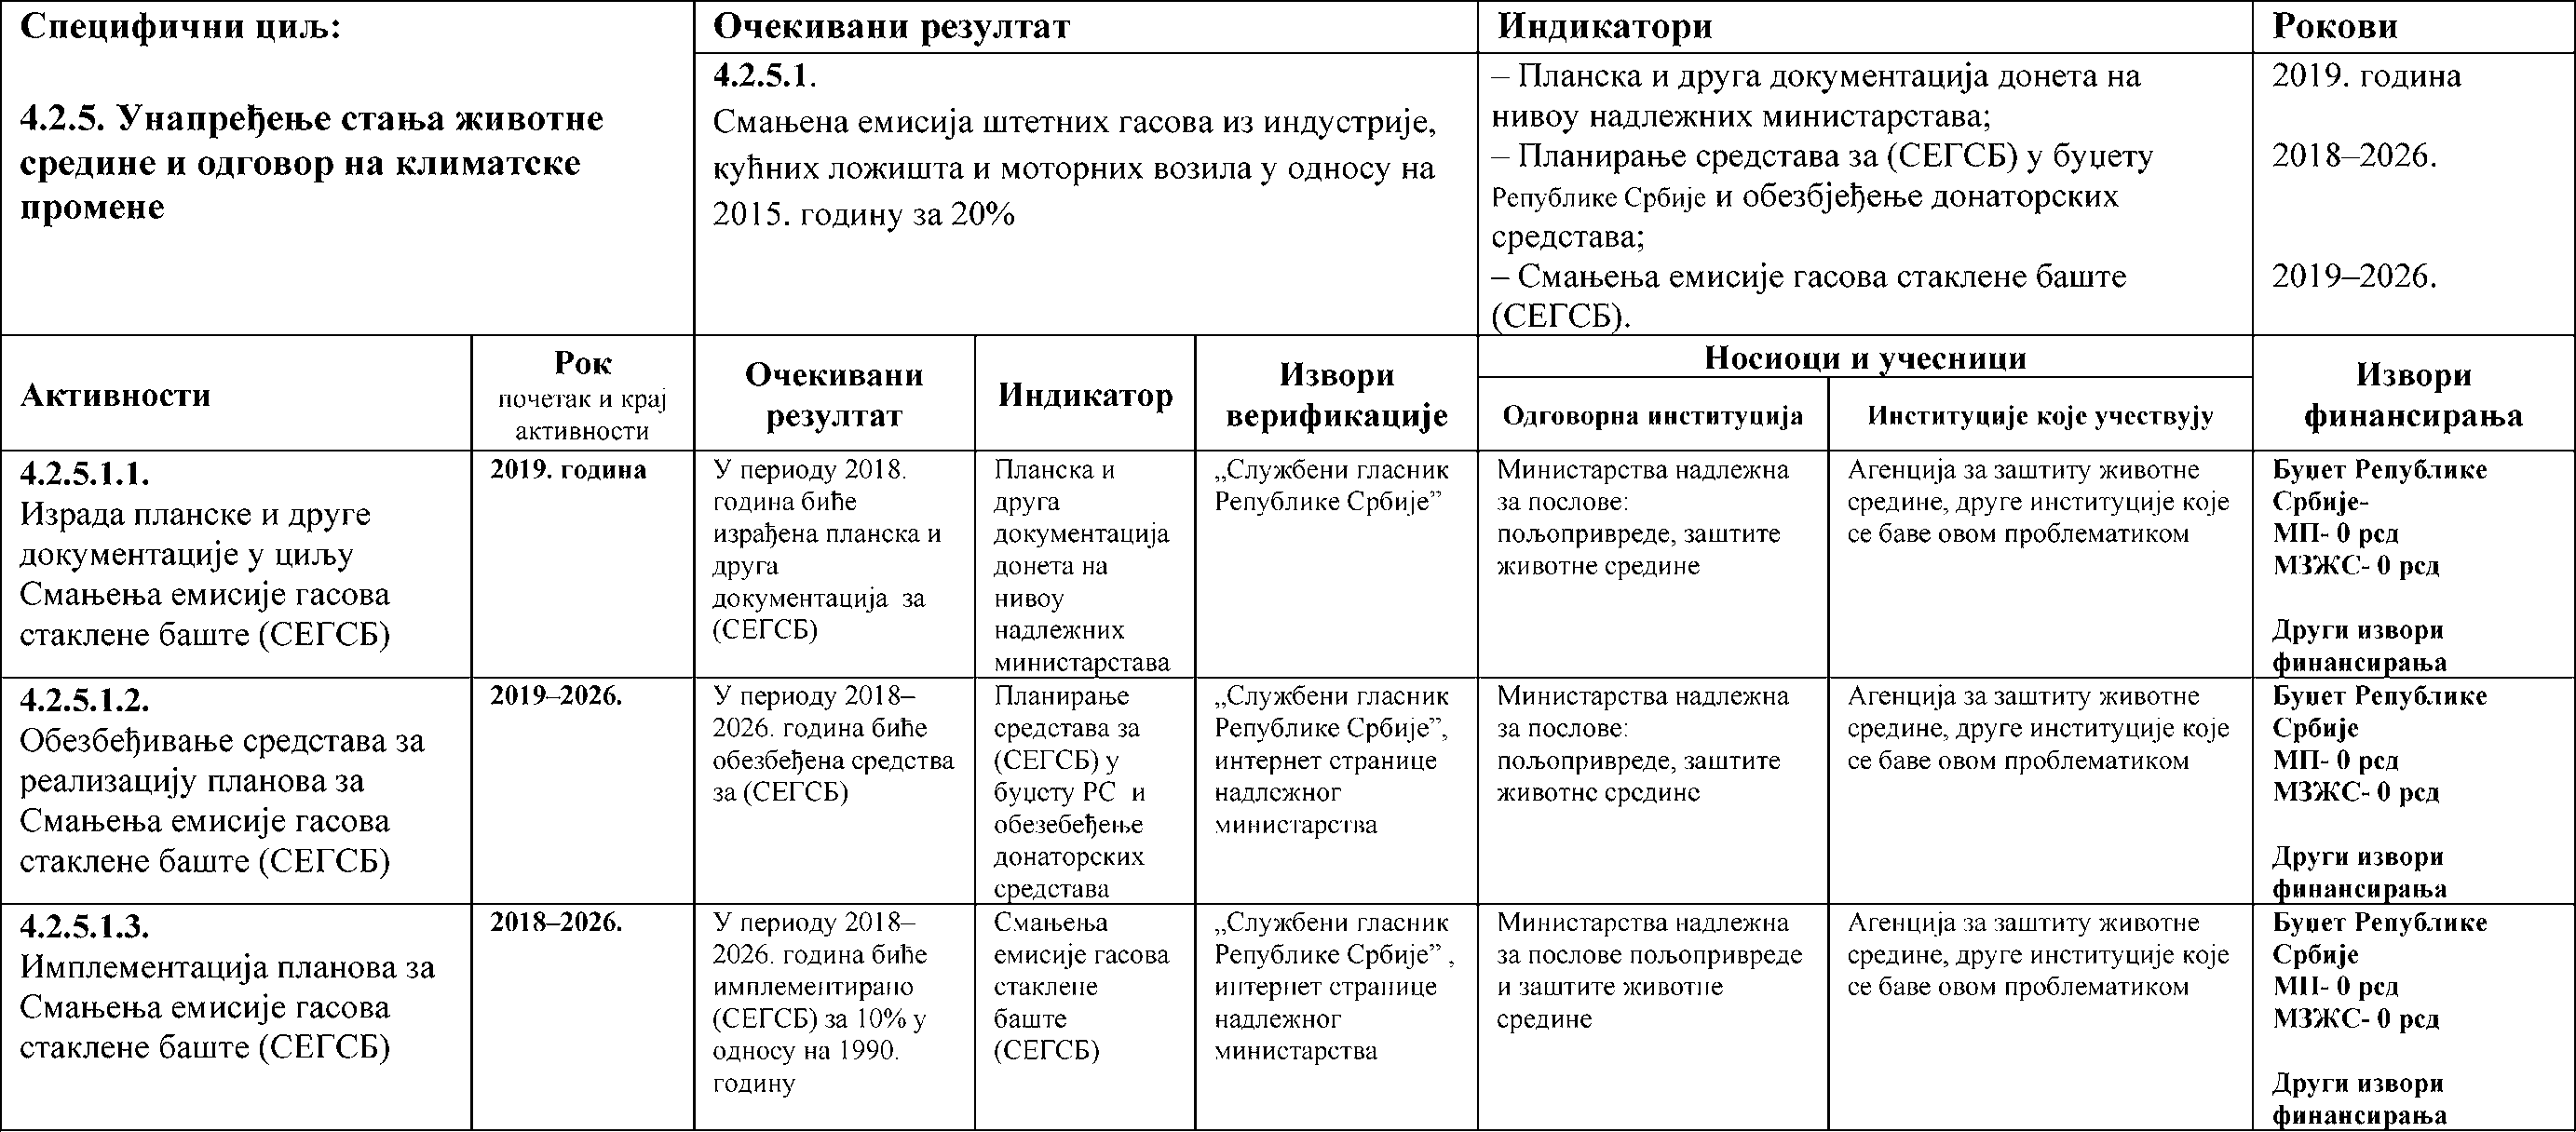 Специфични циљ:
4.2.5. Унапређење стања животне
средине и одговор на климатске
промене
Очекивани резултат
4.2.5.1.
Смањена емисија штетних гасова из индустрије,
кућних ложишта и моторних возила у односу на
2015. годину за 20%
Индикатори
– Планска и друга документација донета на
нивоу надлежних министарстава;
– Планирање средстава за (СЕГСБ) у буџету
Републике Србије и обезбјеђење донаторских
средстава;
– Смањења емисије гасова стаклене баште
(СЕГСБ).
Рокови
2019. година
2018–2026.
2019–2026.
Активности
Рок
почетак и крај
активности
Очекивани
резултат
Индикатор
Извори
верификације
Носиоци и учесници
Одговорна институција
Институције које учествују
Извори
финансирања
4.2.5.1.1.
Израда планске и друге
документације у циљу
Смањења емисије гасова
стаклене баште (СЕГСБ)
2019. година
У периоду 2018.
година биће
израђена планска и
друга
документација за
(СЕГСБ)
Планска и
друга
документација
донета на
нивоу
надлежних
министарстава
„Службени гласник
Републике Србије”
Министарства надлежна
за послове:
пољопривреде, заштите
животне средине
Агенција за заштиту животне
средине, друге институције које
се баве овом проблематиком
Буџет Републике
Србије-
МП- 0 рсд
МЗЖС- 0 рсд
Други извори
финансирања
4.2.5.1.2.
Обезбеђивање средстава за
реализацију планова за
Смањења емисије гасова
стаклене баште (СЕГСБ)
2019–2026.
У периоду 2018–
2026. година биће
обезбеђена средства
за (СЕГСБ)
Планирање
средстава за
(СЕГСБ) у
буџету РС и
обезебеђење
донаторских
средстава
„Службени гласник
Републике Србије”,
интернет странице
надлежног
министарства
Министарства надлежна
за послове:
пољопривреде, заштите
животне средине
Агенција за заштиту животне
средине, друге институције које
се баве овом проблематиком
Буџет Републике
Србије
МП- 0 рсд
МЗЖС- 0 рсд
Други извори
финансирања
4.2.5.1.3.
Имплементација планова за
Смањења емисије гасова
стаклене баште (СЕГСБ)
2018–2026.
У периоду 2018–
2026. година биће
имплементирано
(СЕГСБ) за 10% у
односу на 1990.
годину
Смањења
емисије гасова
стаклене
баште
(СЕГСБ)
„Службени гласник
Републике Србије” ,
интернет странице
надлежног
министарства
Министарства надлежна
за послове пољопривреде
и заштите животне
средине
Агенција за заштиту животне
средине, друге институције које
се баве овом проблематиком
Буџет Републике
Србије
МП- 0 рсд
МЗЖС- 0 рсд
Други извори
финансирања